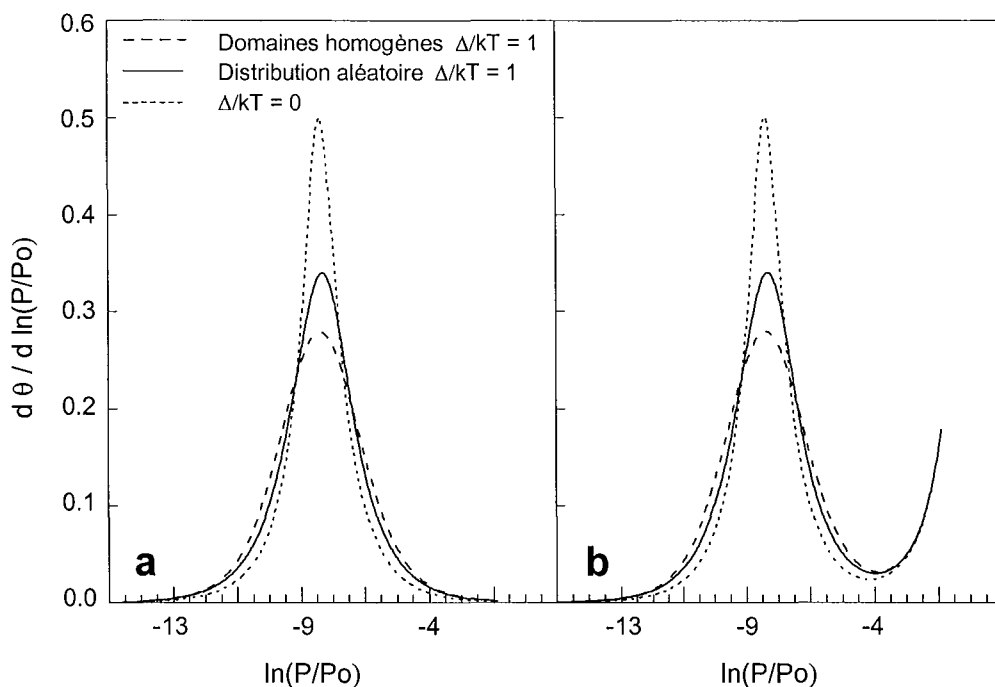 0.6
Domaines homogènes Δ/kT = 1
Distribution aléatoire Δ/kT = 1
Δ/kT = 0
0.5
0.4
0.3
0.2
0.1
0.0
d θ / d ln(P/Po)
a
b
-13
-9
-4
-13
-9
-4
ln(P/Po)
ln(P/Po)